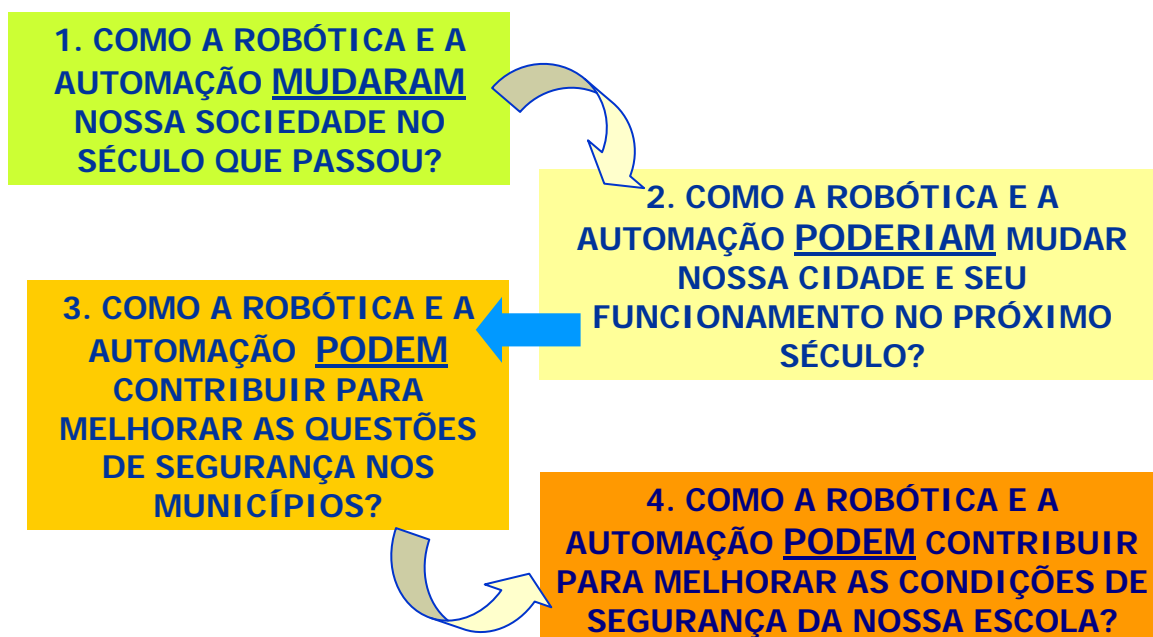 1. COMO A ROBÓTICA E A
AUTOMAÇÃO MUDARAM
NOSSA SOCIEDADE NO
SÉCULO QUE PASSOU?
2. COMO A ROBÓTICA E A
AUTOMAÇÃO PODERIAM MUDAR
NOSSA CIDADE E SEU
FUNCIONAMENTO NO PRÓXIMO
SÉCULO?
3. COMO A ROBÓTICA E A
AUTOMAÇÃO PODEM
CONTRIBUIR PARA
MELHORAR AS QUESTÕES
DE SEGURANÇA NOS
MUNICÍPIOS?
4. COMO A ROBÓTICA E A
AUTOMAÇÃO PODEM CONTRIBUIR
PARA MELHORAR AS CONDIÇÕES DE
SEGURANÇA DA NOSSA ESCOLA?